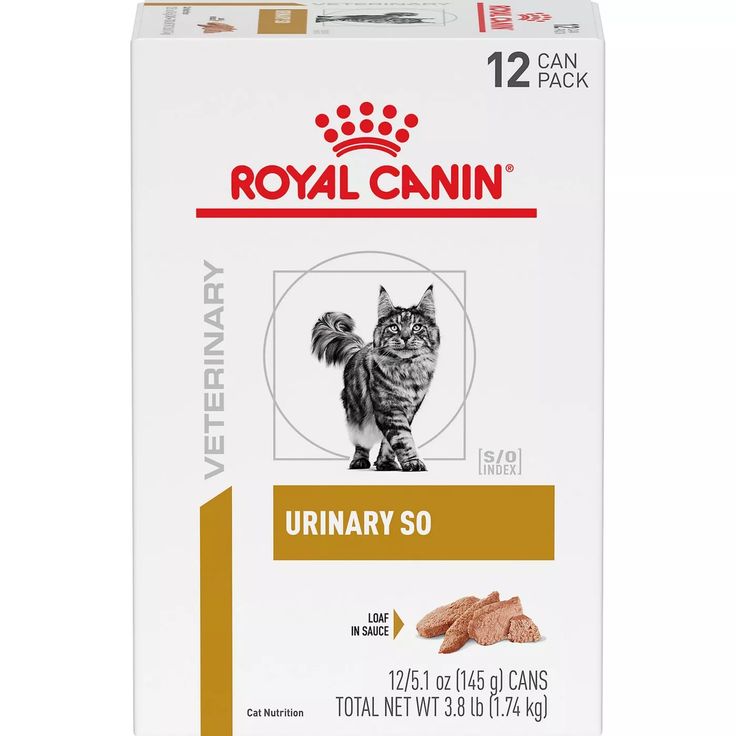 VETERINARY
12 CAN
PACK
ROYAL CANIN®
VETERINARY
[S/O
INDEX]
URINARY SO
LOAF
IN SAUCE
12/5.1 oz (145 g) CANS
Cat Nutrition
TOTAL NET WT 3.8 lb (1.74 kg)